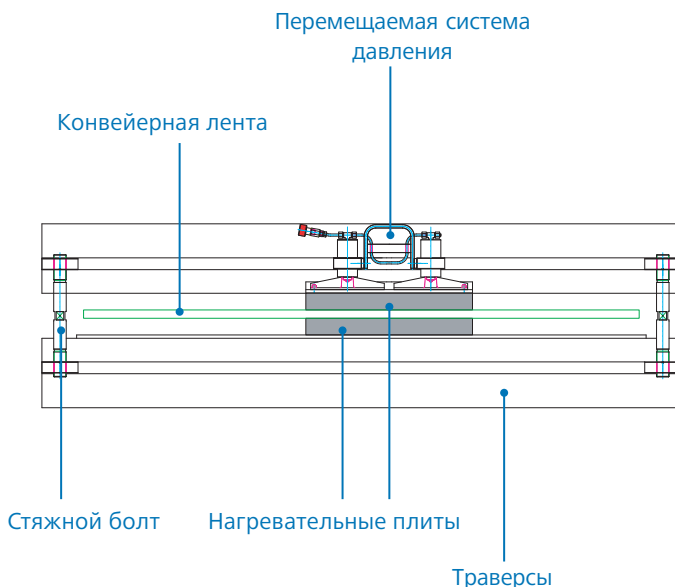 Перемещаемая система
давления
Конвейерная лента
Стяжной болт
Нагревательные плиты
Траверсы